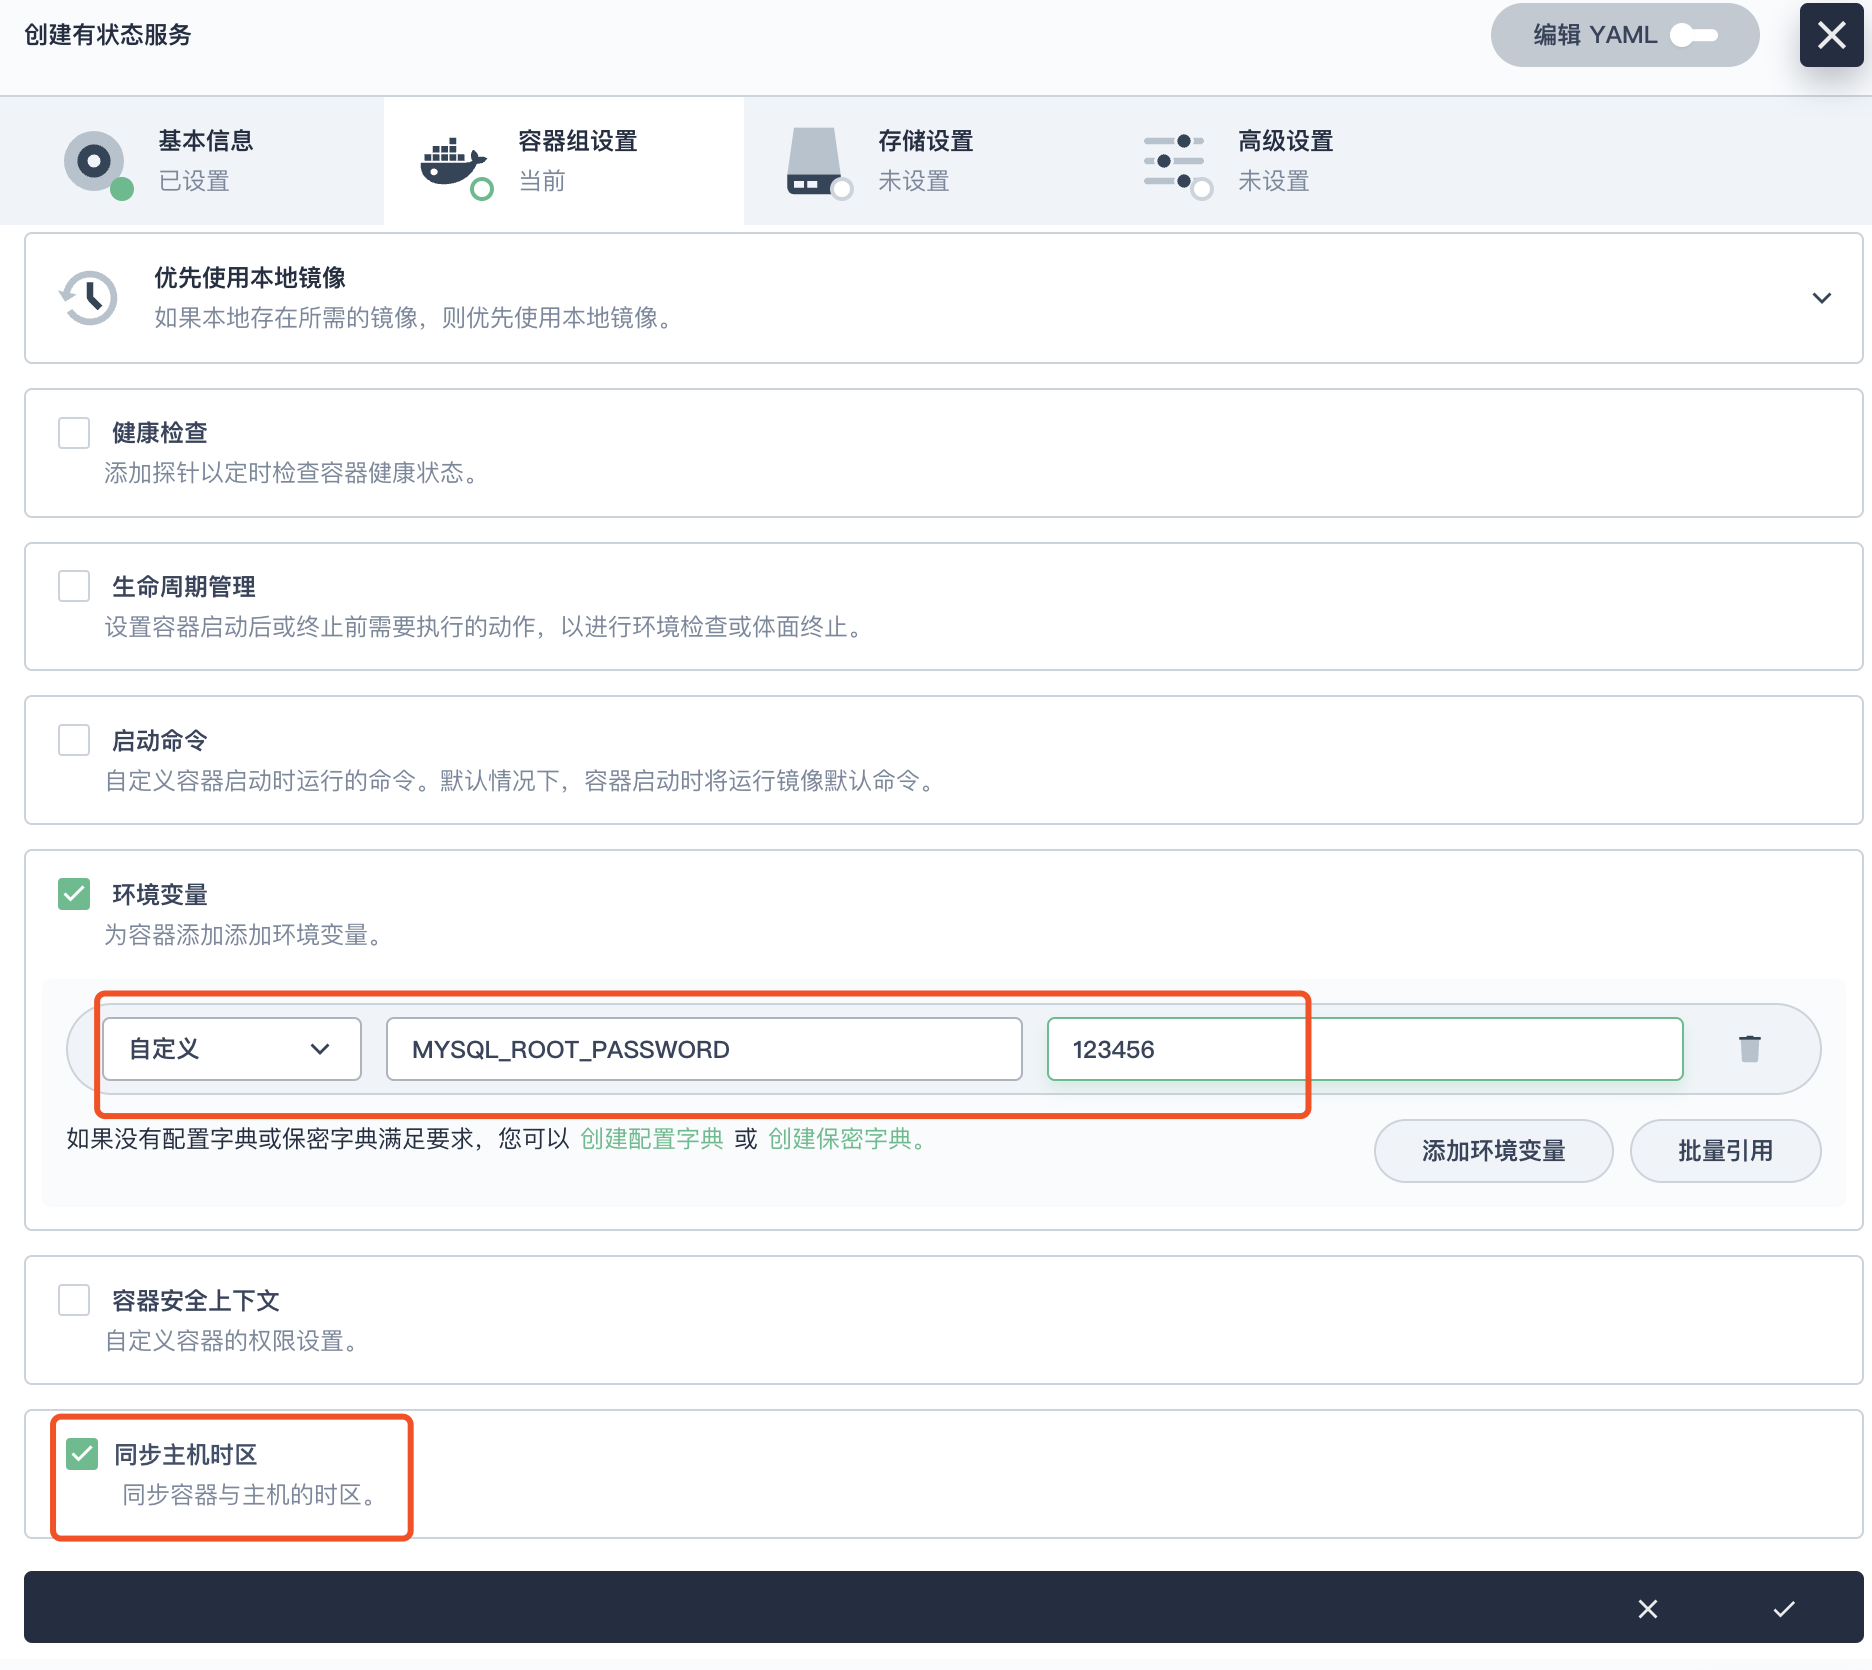 创建有状态服务
编辑 YAML
基本信息
已设置
容器组设置
当前
存储设置
未设置
高级设置
未设置
优先使用本地镜像
如果本地存在所需的镜像，则优先使用本地镜像。
健康检查
添加探针以定时检查容器健康状态。
生命周期管理
设置容器启动后或终止前需要执行的动作，以进行环境检查或体面终止。
启动命令
自定义容器启动时运行的命令。默认情况下，容器启动时将运行镜像默认命令。
环境变量
为容器添加添加环境变量。
自定义
MYSQL_ROOT_PASSWORD
123456
如果没有配置字典或保密字典满足要求，您可以 创建配置字典 或 创建保密字典。
添加环境变量
批量引用
容器安全上下文
自定义容器的权限设置。
同步主机时区
同步容器与主机的时区。